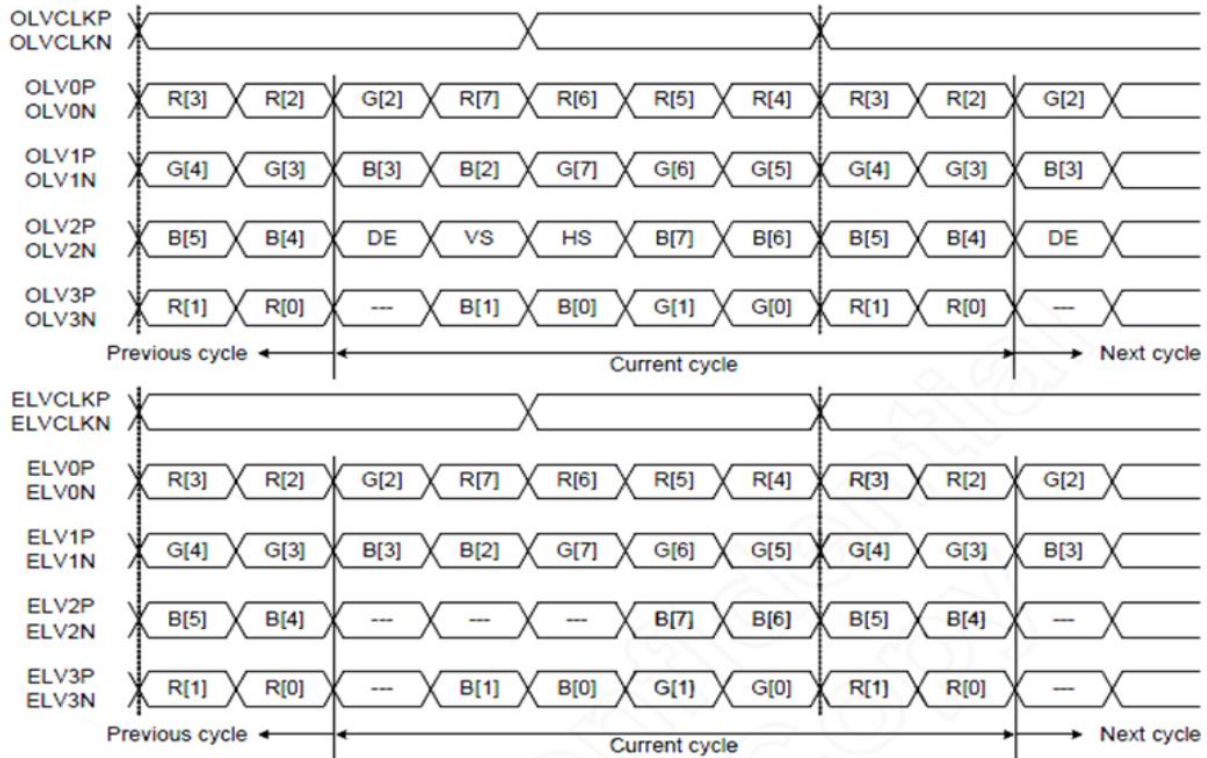 OLVCLKP
OLVCLKN
OLV0P
OLV0N
R[3] R[2] G[2] R[7] R[6] R[5] R[4] R[3] R[2] G[2]
OLV1P
OLV1N
G[4] G[3] B[3] B[2] G[7] G[6] G[5] G[4] G[3] B[3]
OLV2P
OLV2N
B[5] B[4] DE VS HS B[7] B[6] B[5] B[4] DE
OLV3P
OLV3N
R[1] R[0] --- B[1] B[0] G[1] G[0] R[1] R[0] ---
Previous cycle Current cycle Next cycle
ELVCLKP
ELVCLKN
ELV0P
ELV0N
R[3] R[2] G[2] R[7] R[6] R[5] R[4] R[3] R[2] G[2]
ELV1P
ELV1N
G[4] G[3] B[3] B[2] G[7] G[6] G[5] G[4] G[3] B[3]
ELV2P
ELV2N
B[5] B[4] --- --- --- B[7] B[6] B[5] B[4] ---
ELV3P
ELV3N
R[1] R[0] --- B[1] B[0] G[1] G[0] R[1] R[0] ---
Previous cycle Current cycle Next cycle